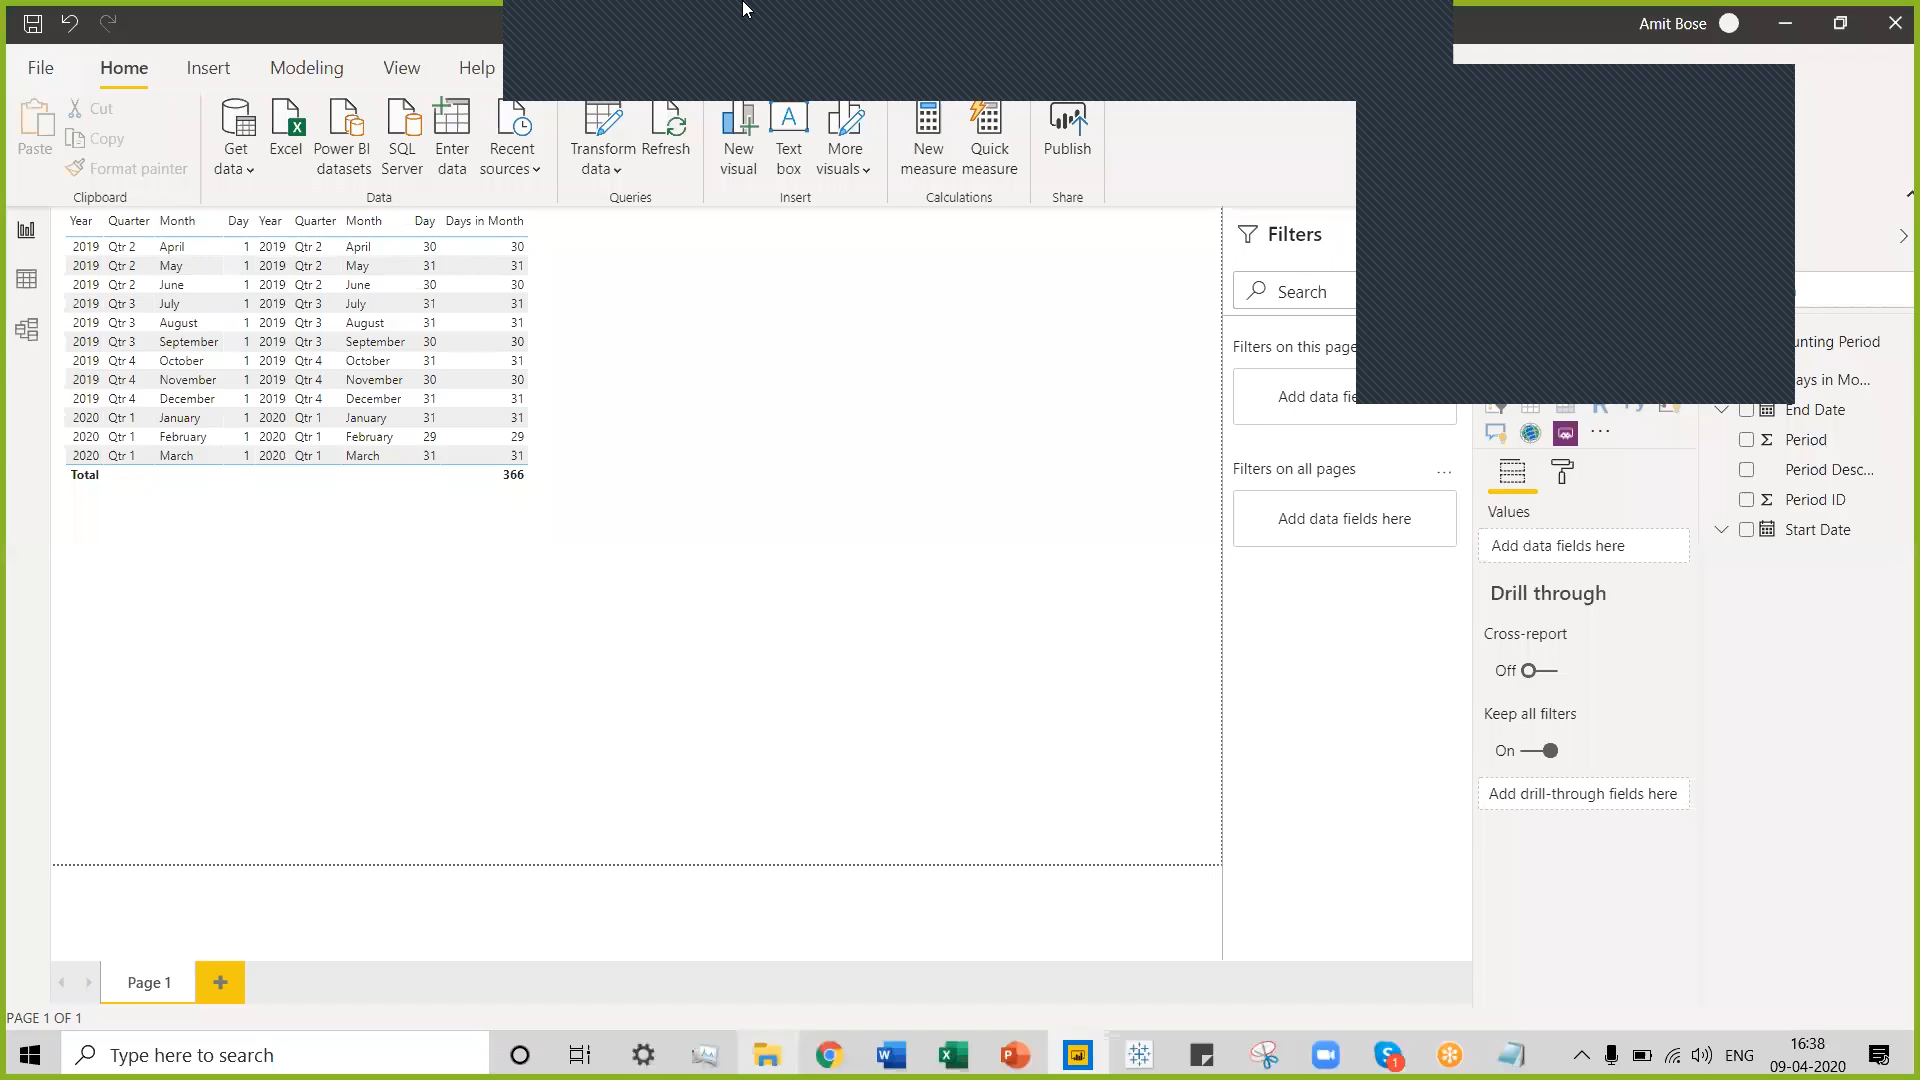 Amit Bose
File Home Insert Modeling View Help
Paste
Cut
Copy
Format painter
Clipboard
Get data
Excel
Power BI datasets
SQL Server
Enter data
Recent sources
Data
Transform data
Refresh
Queries
New visual
Text box
More visuals
Insert
New measure
Quick measure
Calculations
Publish
Share
Year Quarter Month Day Year Quarter Month Day Days in Month
2019 Qtr 2 April 1 2019 Qtr 2 April 30 30
2019 Qtr 2 May 1 2019 Qtr 2 May 31 31
2019 Qtr 2 June 1 2019 Qtr 2 June 30 30
2019 Qtr 3 July 1 2019 Qtr 3 July 31 31
2019 Qtr 3 August 1 2019 Qtr 3 August 31 31
2019 Qtr 3 September 1 2019 Qtr 3 September 30 30
2019 Qtr 4 October 1 2019 Qtr 4 October 31 31
2019 Qtr 4 November 1 2019 Qtr 4 November 30 30
2019 Qtr 4 December 1 2019 Qtr 4 December 31 31
2020 Qtr 1 January 1 2020 Qtr 1 January 31 31
2020 Qtr 1 February 1 2020 Qtr 1 February 29 29
2020 Qtr 1 March 1 2020 Qtr 1 March 31 31
Total 366
Filters
Search
Filters on this page
Add data
Filters on all pages ...
Add data fields here
Values
Add data fields here
Drill through
Cross-report
Off
Keep all filters
On
Add drill-through fields here
Period
in Mo...
End Date
Σ Period
Period Desc...
Σ Period ID
Start Date
Page 1
PAGE 1 OF 1
Type here to search
ENG
16:38
09-04-2020